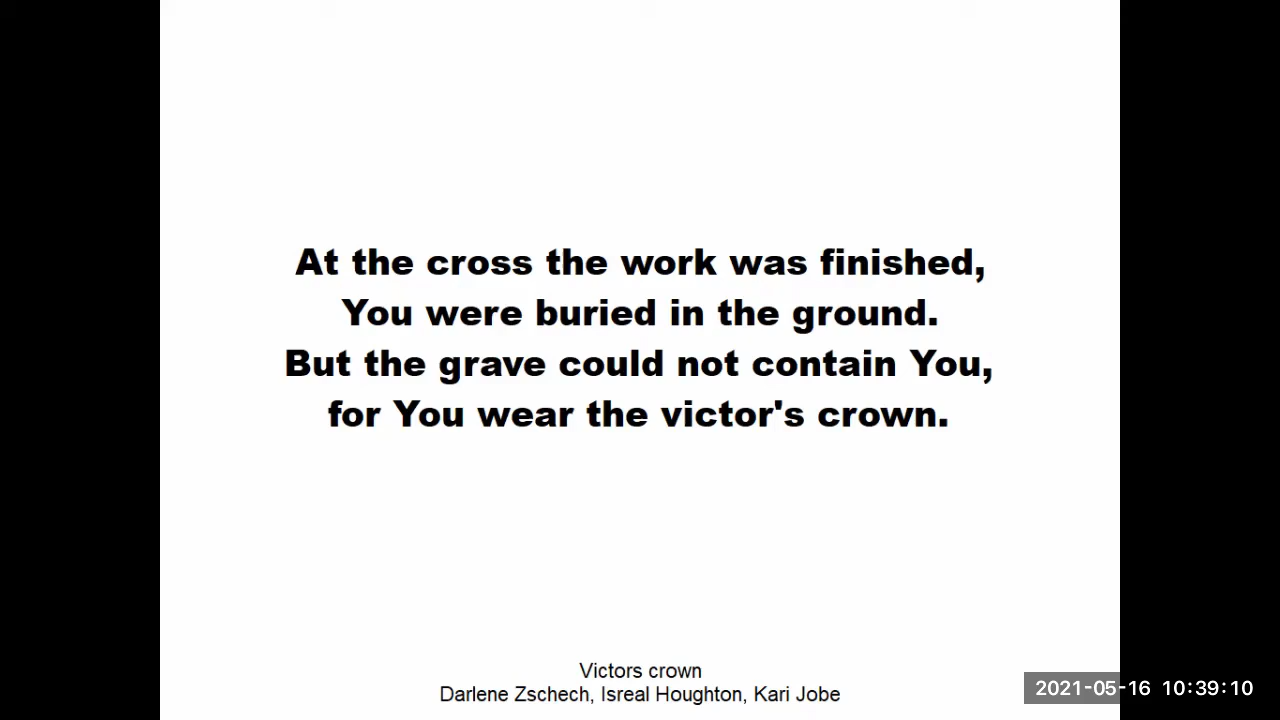 At the cross the work was finished,
You were buried in the ground.
But the grave could not contain You,
for You wear the victor's crown.
Victors crown
Darlene Zschech, Isreal Houghton, Kari Jobe
2021-05-16 10:39:10